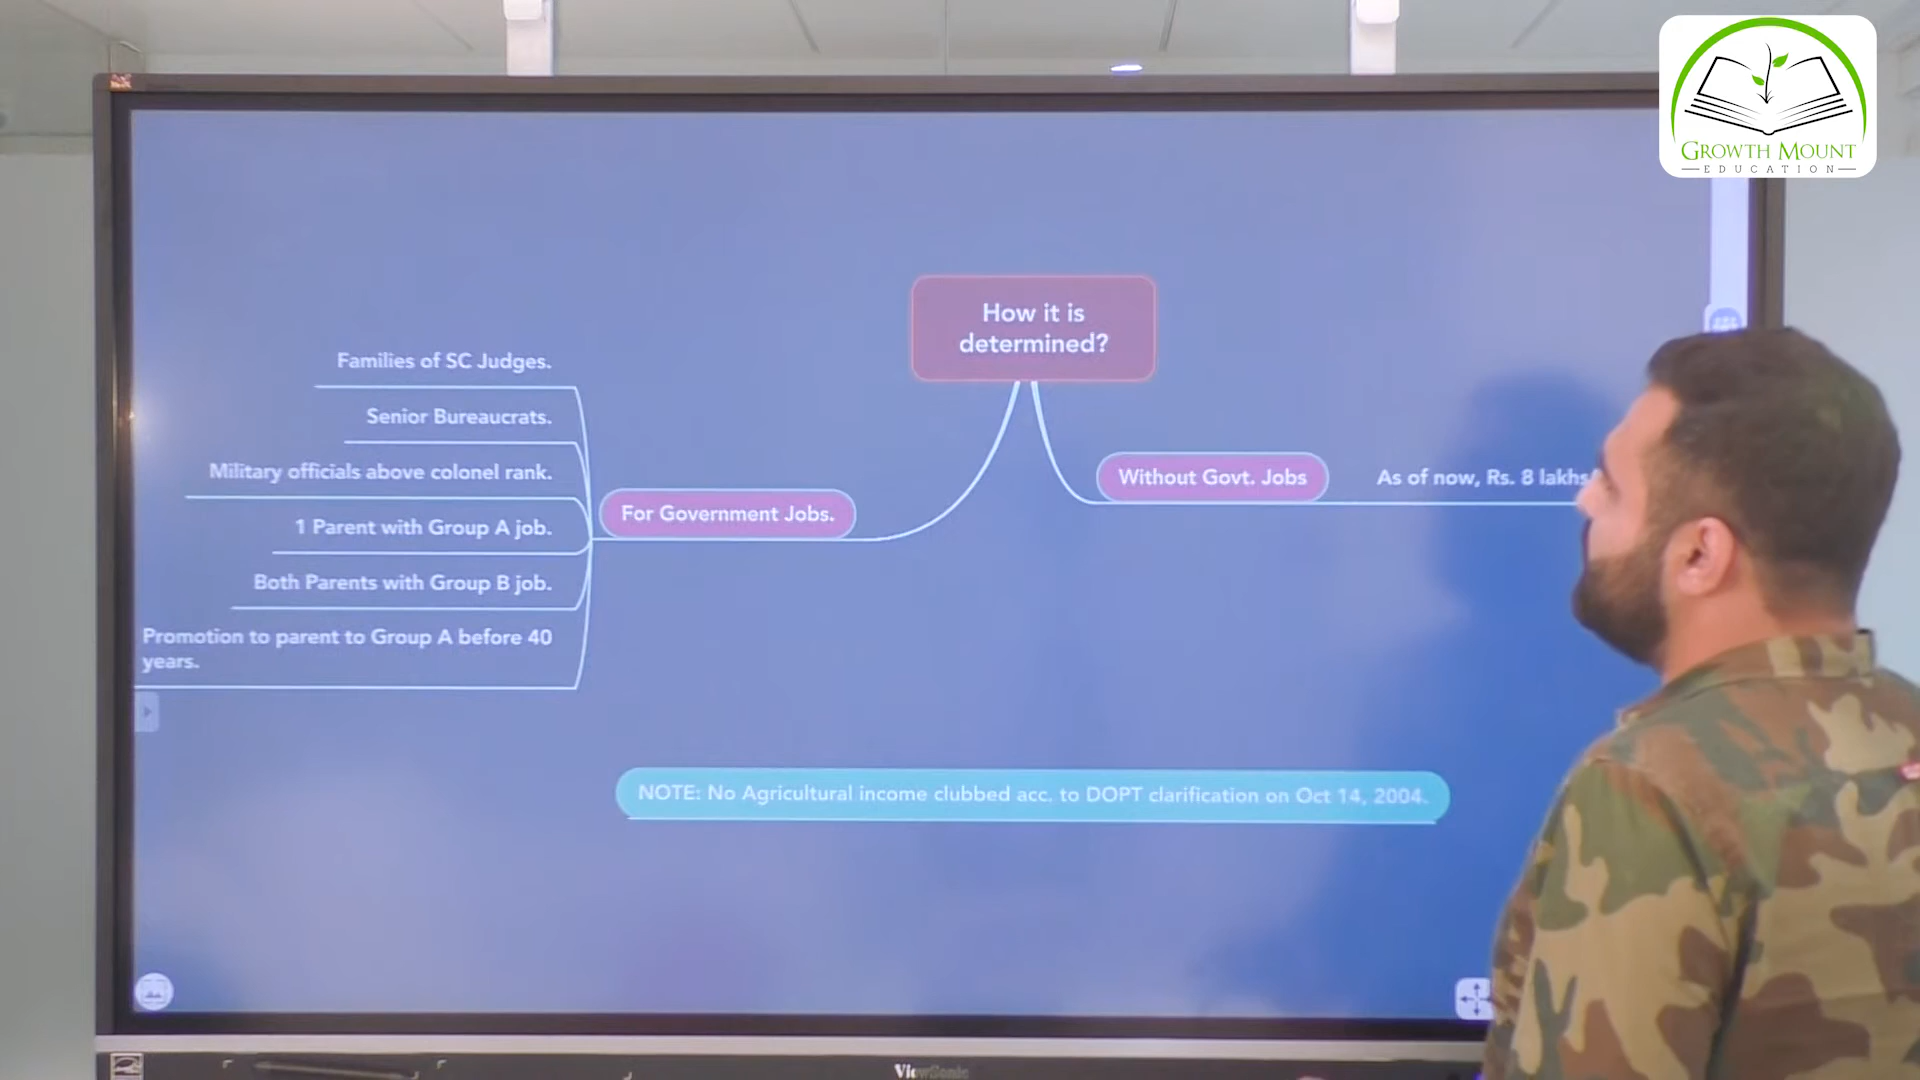 GROWTH MOUNT
EDUCATION
How it is
determined?
Families of SC Judges.
Senior Bureaucrats.
Military officials above colonel rank.
1 Parent with Group A job.
Both Parents with Group B job.
Promotion to parent to Group A before 40
years.
For Government Jobs.
Without Govt. Jobs
As of now, Rs. 8 lakhs
NOTE: No Agricultural income clubbed acc. to DOPT clarification on Oct 14, 2004.
ViewSonic